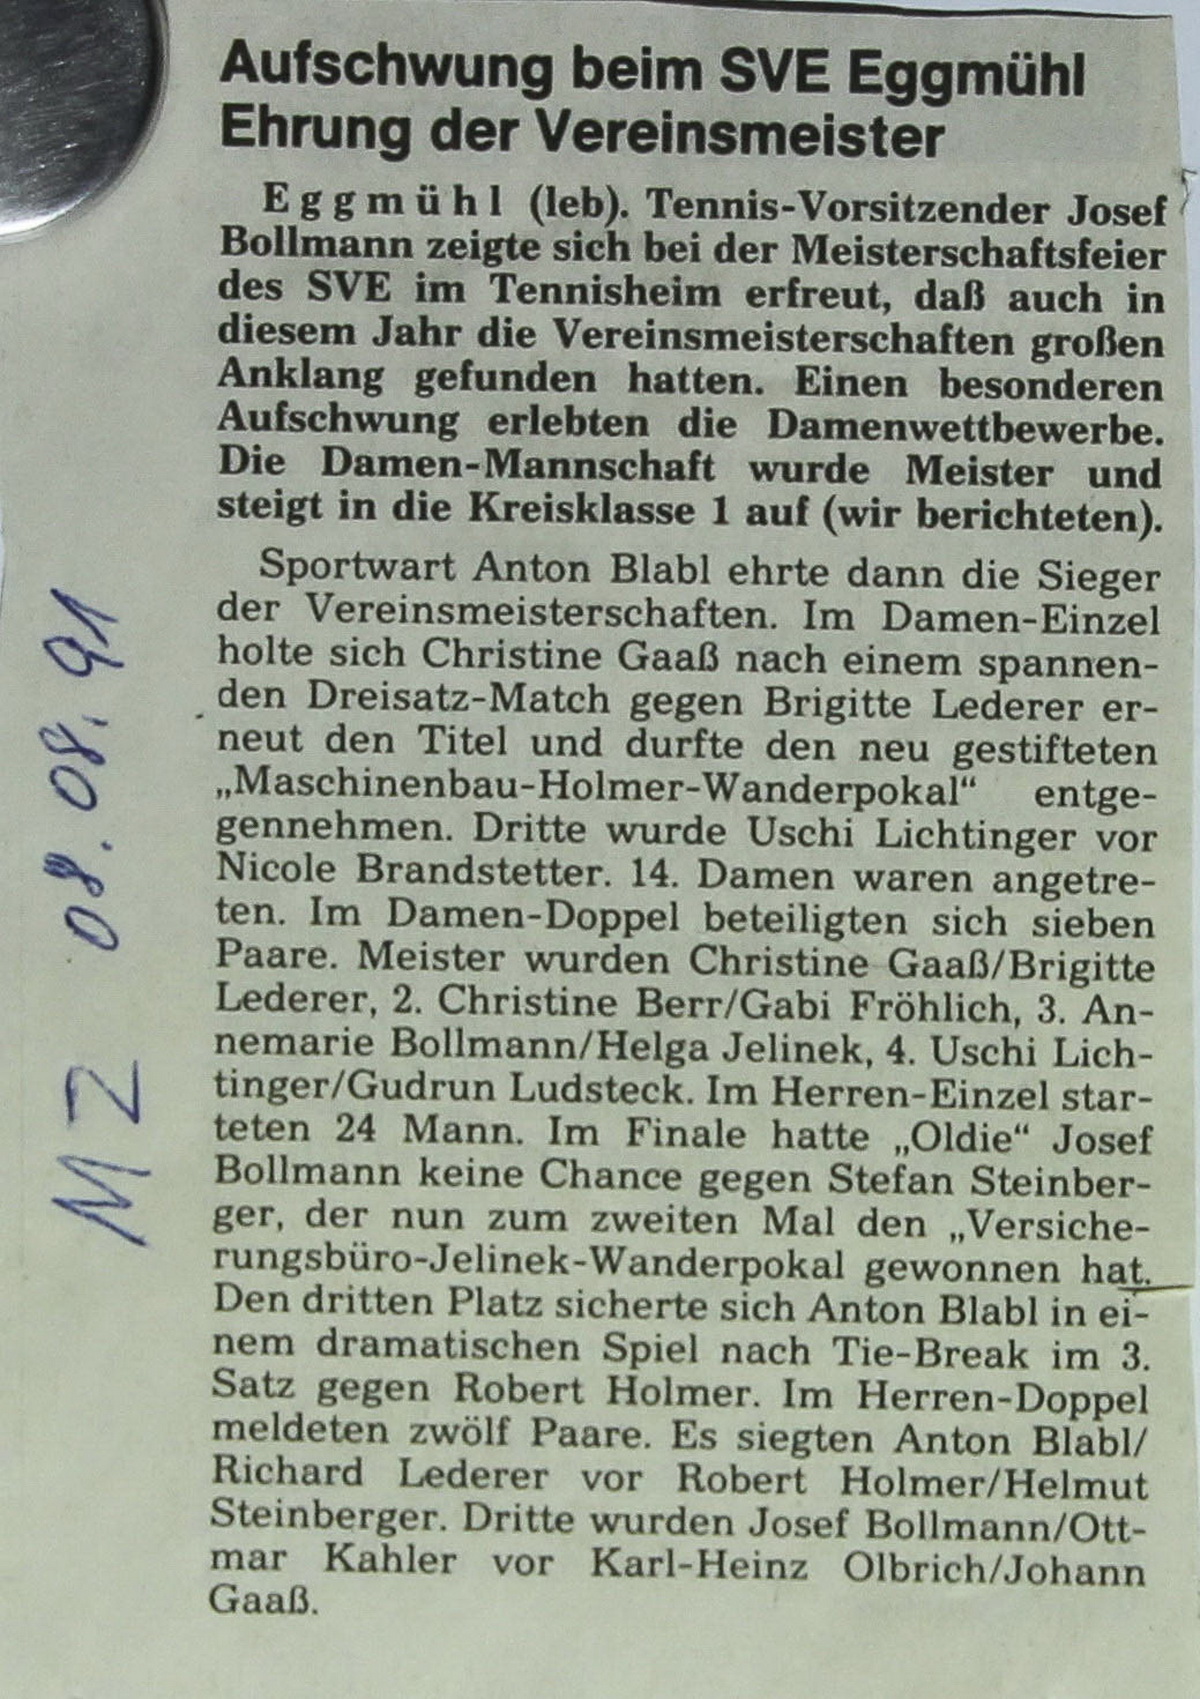 Aufschwung beim SVE Eggmühl
Ehrung der Vereinsmeister
Eggmühl (leb). Tennis-Vorsitzender Josef
Bollmann zeigte sich bei der Meisterschaftsfeier
des SVE im Tennisheim erfreut, daß auch in
diesem Jahr die Vereinsmeisterschaften großen
Anklang gefunden hatten. Einen besonderen
Aufschwung erlebten die Damenwettbewerbe.
Die Damen-Mannschaft wurde Meister und
steigt in die Kreisklasse 1 auf (wir berichteten).
Sportwart Anton Blabl ehrte dann die Sieger
der Vereinsmeisterschaften. Im Damen-Einzel
holte sich Christine Gaaß nach einem spannen-
den Dreisatz-Match gegen Brigitte Lederer er-
neut den Titel und durfte den neu gestifteten
„Maschinenbau-Holmer-Wanderpokal“ entge-
gennehmen. Dritte wurde Uschi Lichtinger vor
Nicole Brandstetter. 14. Damen waren angetre-
ten. Im Damen-Doppel beteiligten sich sieben
Paare. Meister wurden Christine Gaaß/Brigitte
Lederer, 2. Christine Berr/Gabi Fröhlich, 3. An-
nemarie Bollmann/Helga Jelinek, 4. Uschi Lich-
tinger/Gudrun Ludsteck. Im Herren-Einzel star-
teten 24 Mann. Im Finale hatte „Oldie“ Josef
Bollmann keine Chance gegen Stefan Steinber-
ger, der nun zum zweiten Mal den „Versiche-
rungsbüro-Jelinek-Wanderpokal gewonnen hat.
Den dritten Platz sicherte sich Anton Blabl in ei-
nem dramatischen Spiel nach Tie-Break im 3.
Satz gegen Robert Holmer. Im Herren-Doppel
meldeten zwölf Paare. Es siegten Anton Blabl/
Richard Lederer vor Robert Holmer/Helmut
Steinberger. Dritte wurden Josef Bollmann/Ott-
mar Kahler vor Karl-Heinz Olbrich/Johann
Gaaß.
MZ 08.08.91